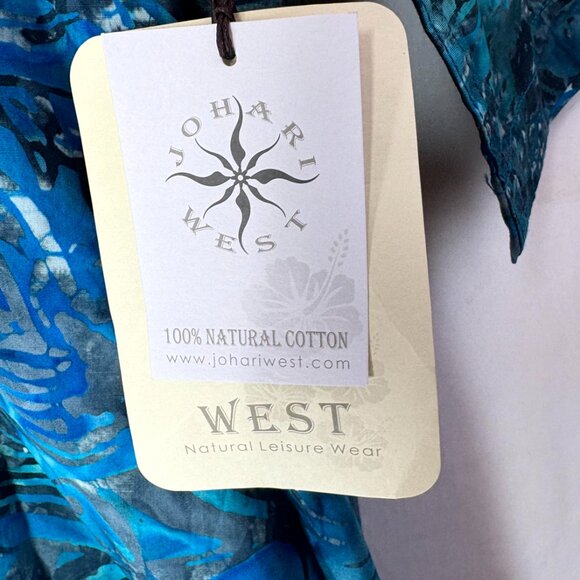 JOHARI
WEST
100% NATURAL COTTON
www.johariwest.com
WEST
Natural Leisure Wear